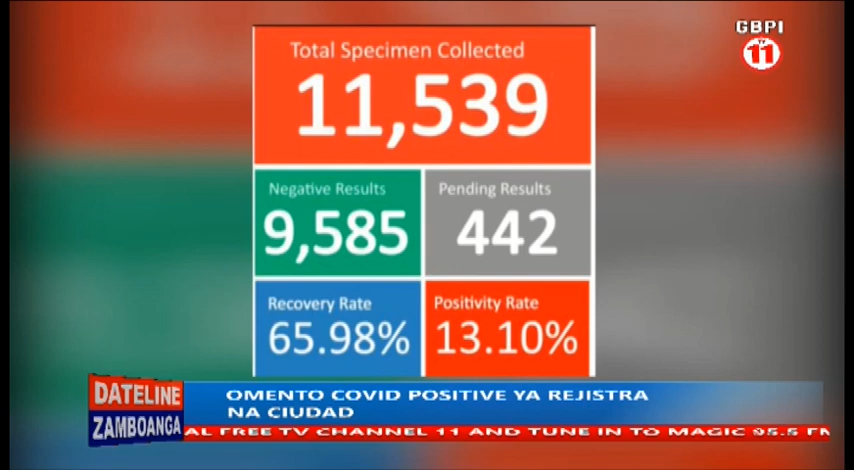 GBPI
TV
11
Total Specimen Collected
11,539
Negative Results
9,585
Pending Results
442
Recovery Rate
65.98%
Positivity Rate
13.10%
DATELINE
ZAMBOANGA
OMENTO COVID POSITIVE YA REJISTRA
NA CIUDAD
AL FREE TV CHANNEL 11 AND TUNE IN TO MAGIC 95.5 FM